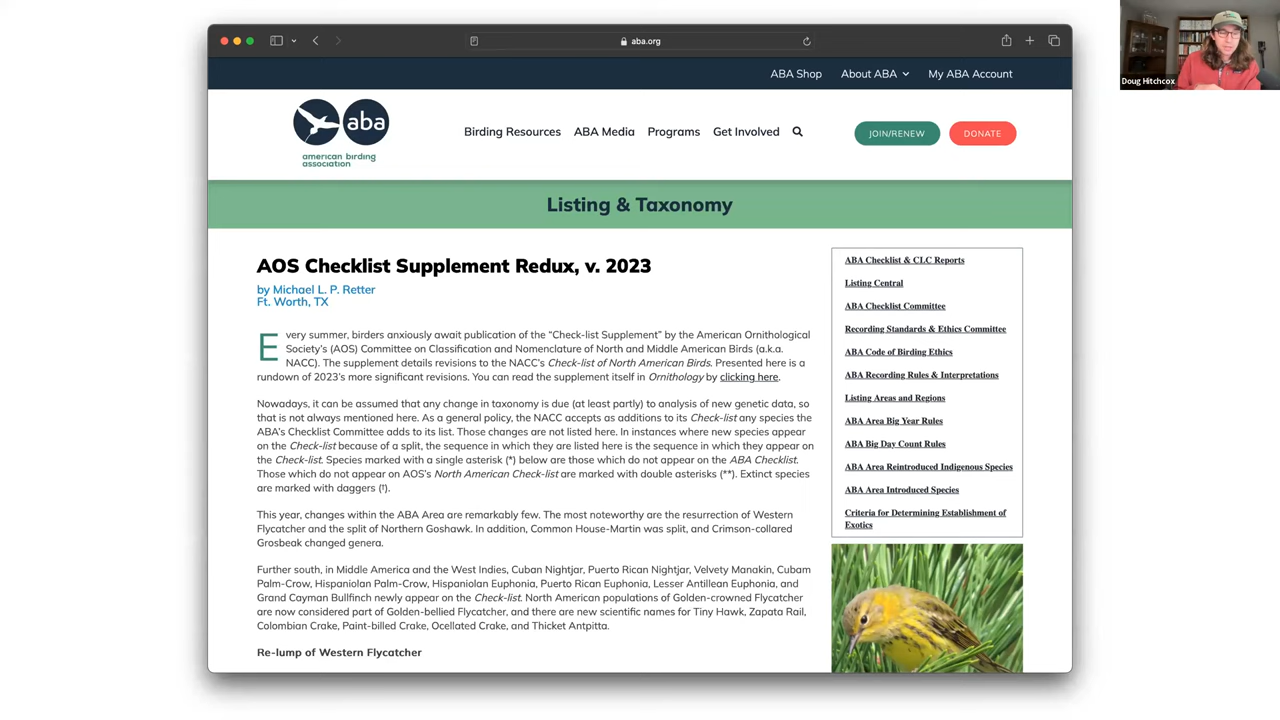 aba.org
Doug Hitchcox
ABA Shop About ABA My ABA Account
aba
american birding
association
Birding Resources ABA Media Programs Get Involved JOIN/RENEW DONATE
Listing & Taxonomy
AOS Checklist Supplement Redux, v. 2023
by Michael L. P. Retter
Ft. Worth, TX
Every summer, birders anxiously await publication of the “Check-list Supplement” by the American Ornithological
Society’s (AOS) Committee on Classification and Nomenclature of North and Middle American Birds (a.k.a.
NACC). The supplement details revisions to the NACC’s Check-list of North American Birds. Presented here is a
rundown of 2023’s more significant revisions. You can read the supplement itself in Ornithology by clicking here.
Nowadays, it can be assumed that any change in taxonomy is due (at least partly) to analysis of new genetic data, so
that is not always mentioned here. As a general policy, the NACC accepts as additions to its Check-list any species the
ABA’s Checklist Committee adds to its list. Those changes are not listed here. In instances where new species appear
on the Check-list because of a split, the sequence in which they are listed here is the sequence in which they appear
on the Check-list. Species marked with a single asterisk (*) below are those which do not appear on the ABA Checklist.
Those which do not appear on AOS’s North American Check-list are marked with double asterisks (**). Extinct species
are marked with daggers (†).
This year, changes within the ABA Area are remarkably few. The most noteworthy are the resurrection of Western
Flycatcher and the split of Northern Goshawk. In addition, Common House-Martin was split, and Crimson-collared
Grosbeak changed genera.
Further south, in Middle America and the West Indies, Cuban Nightjar, Puerto Rican Nightjar, Velvety Manakin, Cubam
Palm-Crow, Hispaniolan Palm-Crow, Hispaniolan Euphonia, Puerto Rican Euphonia, Lesser Antillean Euphonia, and
Grand Cayman Bullfinch newly appear on the Check-list. North American populations of Golden-crowned Flycatcher
are now considered part of Golden-bellied Flycatcher, and there are new scientific names for Tiny Hawk, Zapata Rail,
Colombian Crake, Paint-billed Crake, Ocellated Crake, and Thicket Antpitta.
Re-lump of Western Flycatcher
ABA Checklist & CLC Reports
Listing Central
ABA Checklist Committee
Recording Standards & Ethics Committee
ABA Code of Birding Ethics
ABA Recording Rules & Interpretations
Listing Areas and Regions
ABA Area Big Year Rules
ABA Big Day Count Rules
ABA Area Reintroduced Indigenous Species
ABA Area Introduced Species
Criteria for Determining Establishment of
Exotics